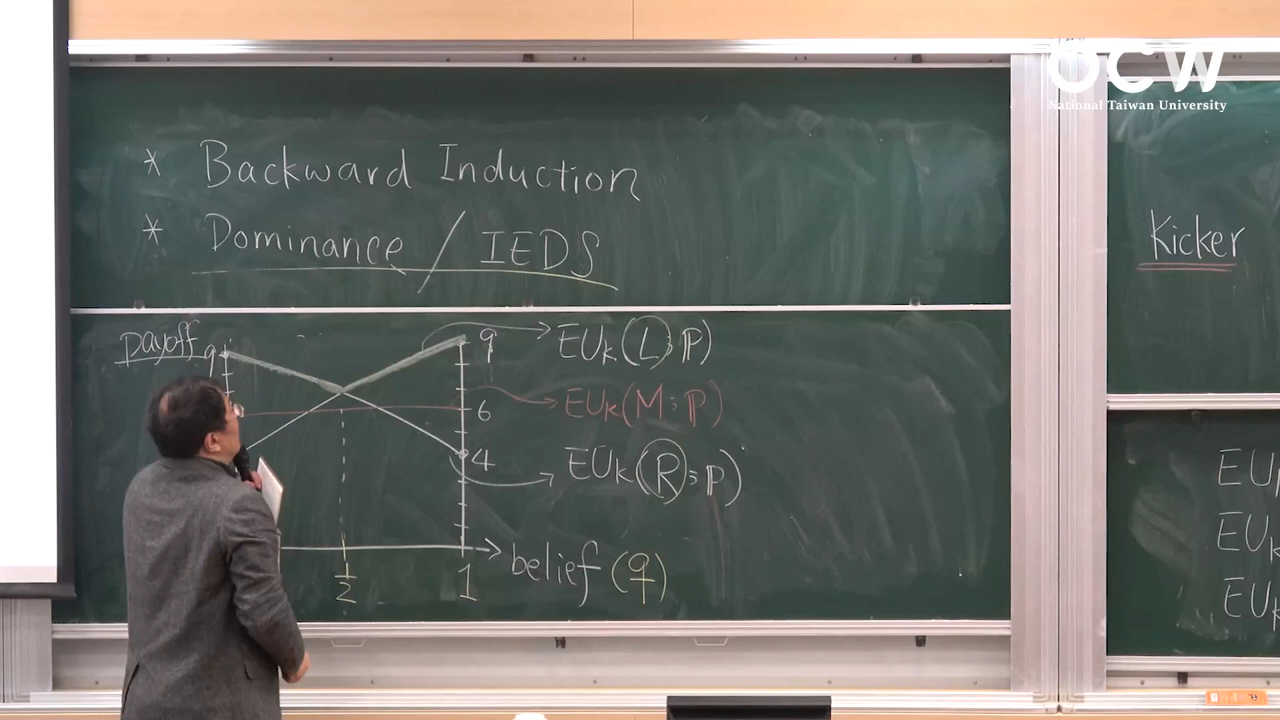 OCW
National Taiwan University
* Backward Induction
* Dominance / IEDS
Kicker
payoff 9
9
EUk(L; P)
6
EUk(M; P)
4
EUk(R; P)
1/2
1
belief (q)
EU
EU
EU